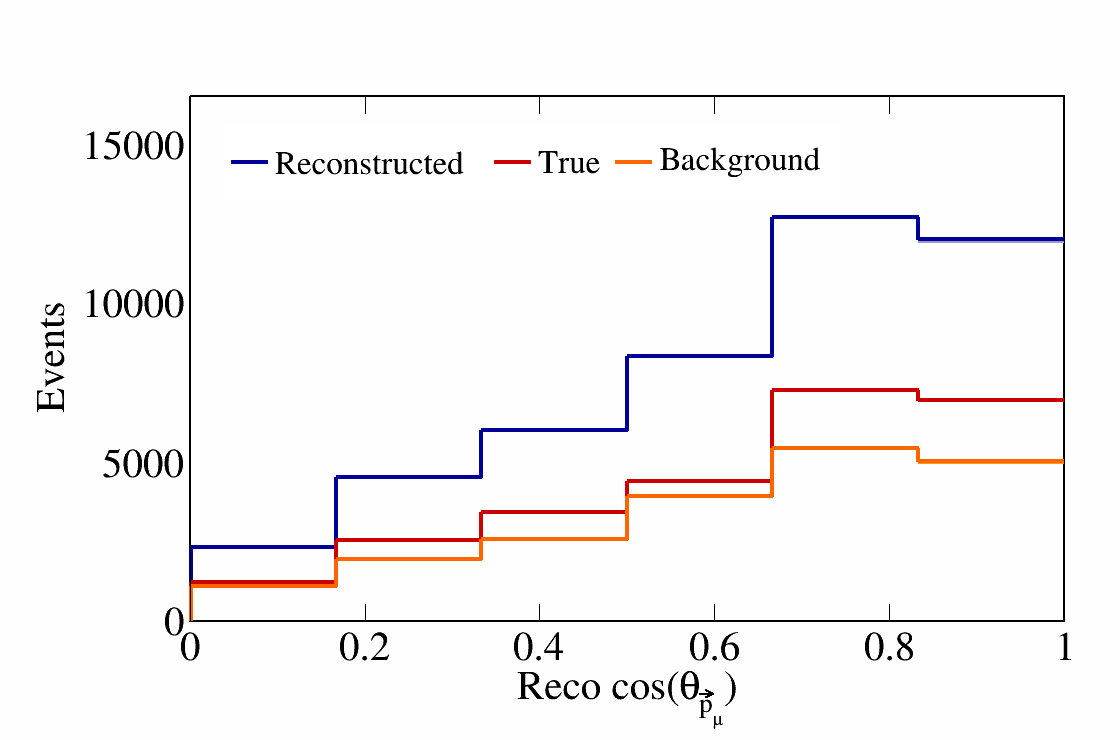 15000
Reconstructed True Background
10000
Events
5000
0
0 0.2 0.4 0.6 0.8 1
Reco cos(θp⃗μ)